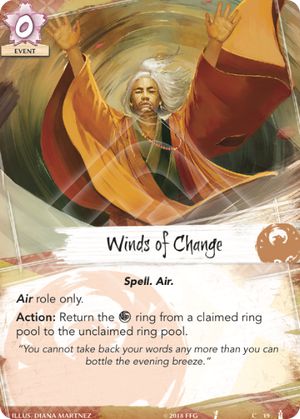 0
EVENT
Winds of Change
Spell. Air.
Air role only.
Action: Return the ring from a claimed ring
pool to the unclaimed ring pool.
“You cannot take back your words any more than you can
bottle the evening breeze.”
ILLUS: DIANA MARTNEZ
©2018 FFG
C 19